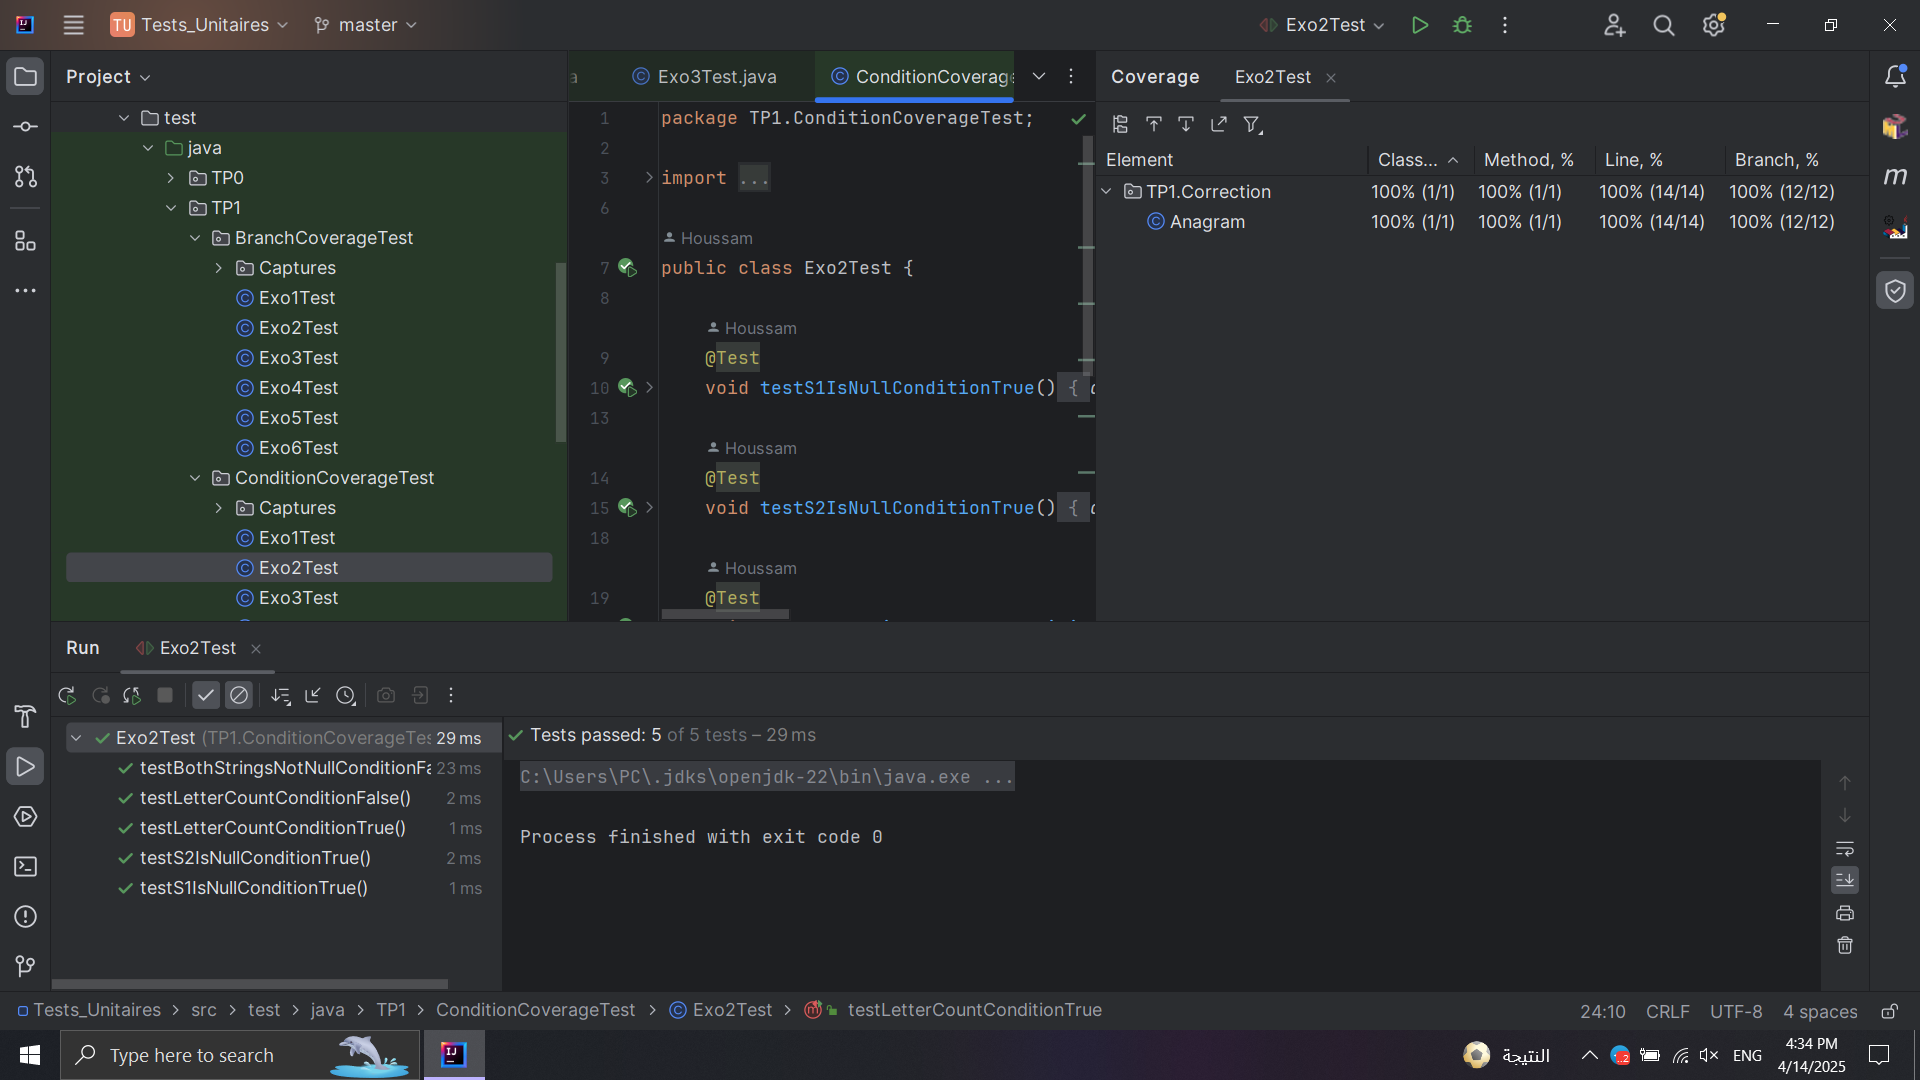 TU Tests_Unitaires master Exo2Test
Project
test
java
TP0
TP1
BranchCoverageTest
Captures
Exo1Test
Exo2Test
Exo3Test
Exo4Test
Exo5Test
Exo6Test
ConditionCoverageTest
Captures
Exo1Test
Exo2Test
Exo3Test
a Exo3Test.java ConditionCoverage
1 package TP1.ConditionCoverageTest;
2
3 import ...
6
Houssam
7 public class Exo2Test {
8
Houssam
9 @Test
10 void testS1IsNullConditionTrue() {
13
Houssam
14 @Test
15 void testS2IsNullConditionTrue() {
18
Houssam
19 @Test
Coverage Exo2Test
Element Class... Method, % Line, % Branch, %
TP1.Correction 100% (1/1) 100% (1/1) 100% (14/14) 100% (12/12)
Anagram 100% (1/1) 100% (1/1) 100% (14/14) 100% (12/12)
m
Run Exo2Test
Exo2Test (TP1.ConditionCoverageTes 29 ms
testBothStringsNotNullConditionFa 23 ms
testLetterCountConditionFalse() 2 ms
testLetterCountConditionTrue() 1 ms
testS2IsNullConditionTrue() 2 ms
testS1IsNullConditionTrue() 1 ms
Tests passed: 5 of 5 tests – 29 ms
C:\Users\PC\.jdks\openjdk-22\bin\java.exe ...
Process finished with exit code 0
Tests_Unitaires > src > test > java > TP1 > ConditionCoverageTest > Exo2Test > testLetterCountConditionTrue
24:10 CRLF UTF-8 4 spaces
Type here to search
النتيجة
ENG
4:34 PM
4/14/2025